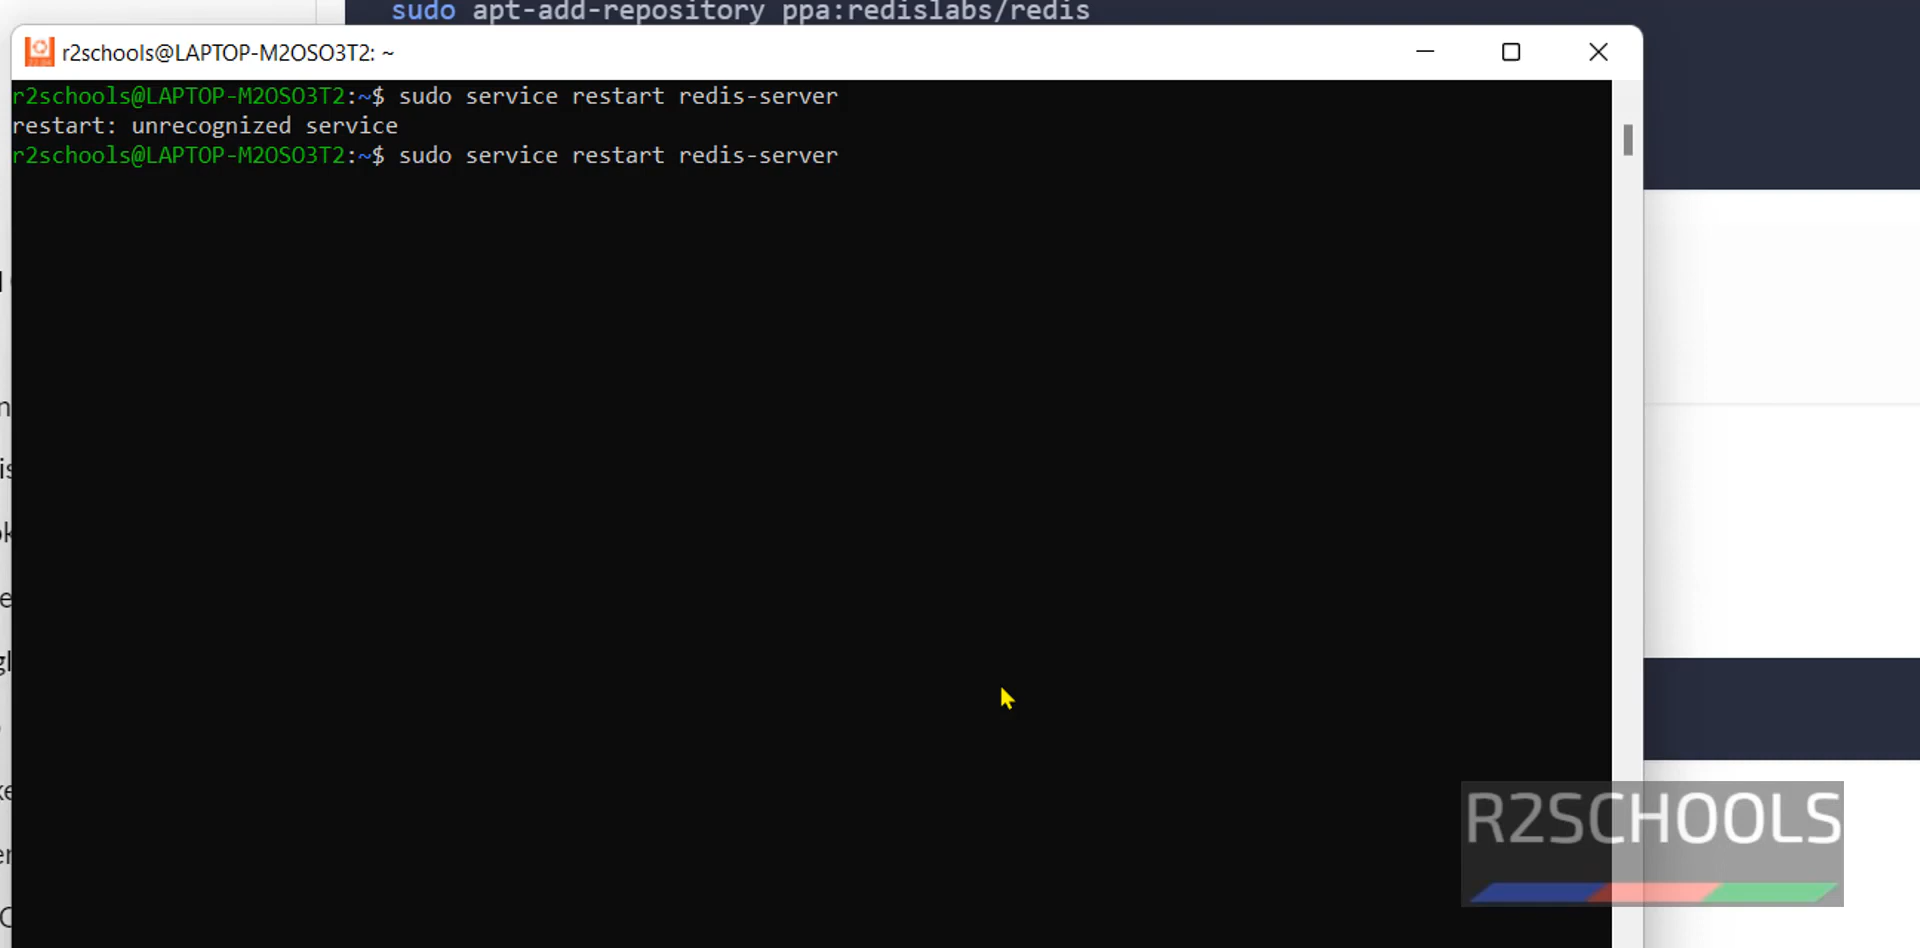 sudo apt-add-repository ppa:redislabs/redis
r2schools@LAPTOP-M2OSO3T2: ~
r2schools@LAPTOP-M2OSO3T2:~$ sudo service restart redis-server
restart: unrecognized service
r2schools@LAPTOP-M2OSO3T2:~$ sudo service restart redis-server
R2SCHOOLS